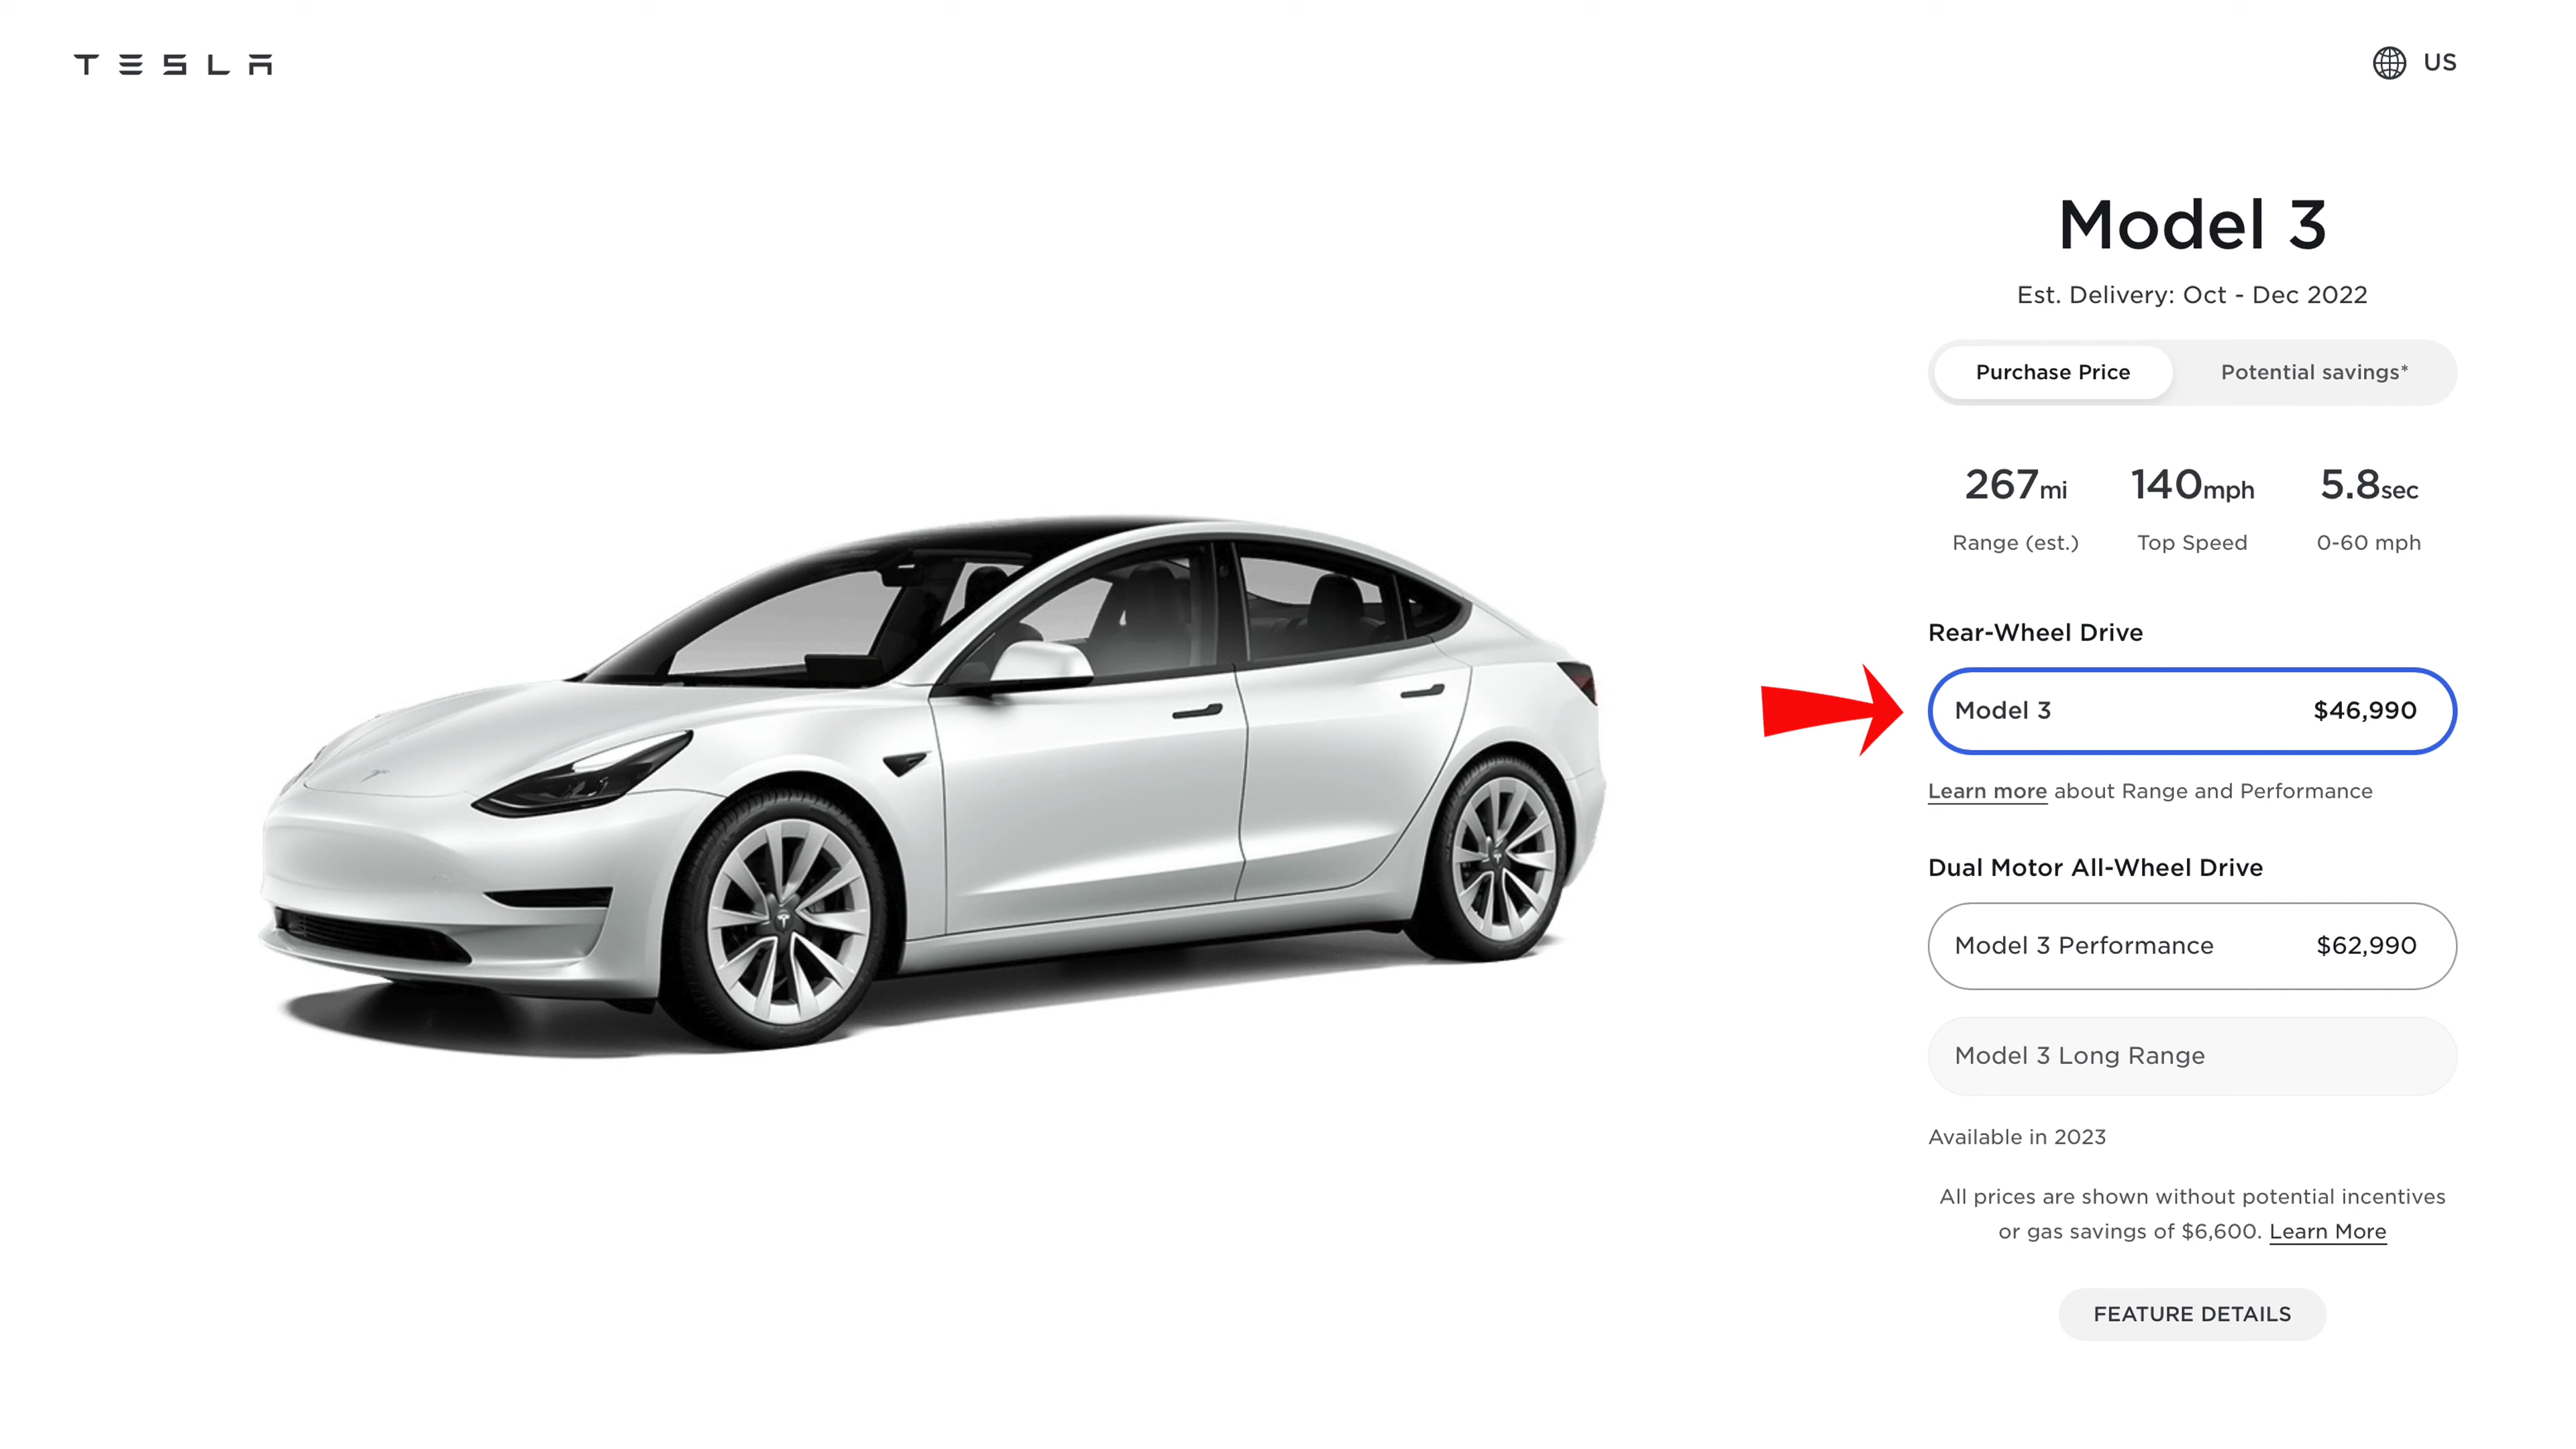 TESLA
US
Model 3
Est. Delivery: Oct - Dec 2022
Purchase Price
Potential savings*
267mi
140mph
5.8sec
Range (est.)
Top Speed
0-60 mph
Rear-Wheel Drive
Model 3
$46,990
Learn more about Range and Performance
Dual Motor All-Wheel Drive
Model 3 Performance
$62,990
Model 3 Long Range
Available in 2023
All prices are shown without potential incentives
or gas savings of $6,600. Learn More
FEATURE DETAILS